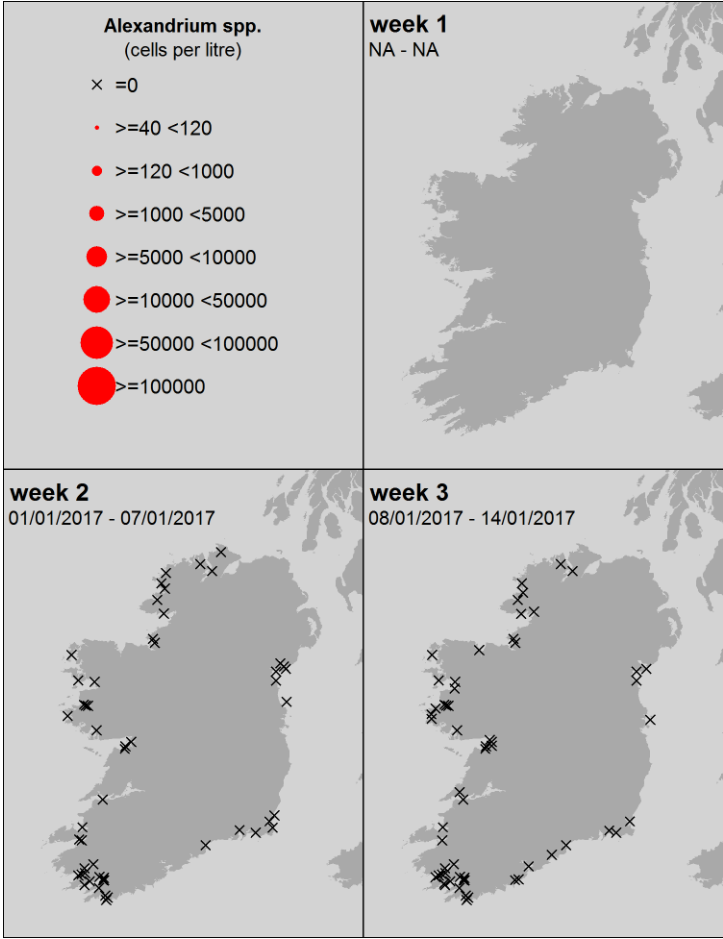 Alexandrium spp.
(cells per litre)
=0
>=40 <120
>=120 <1000
>=1000 <5000
>=5000 <10000
>=10000 <50000
>=50000 <100000
>=100000
week 1
NA - NA
week 2
01/01/2017 - 07/01/2017
week 3
08/01/2017 - 14/01/2017